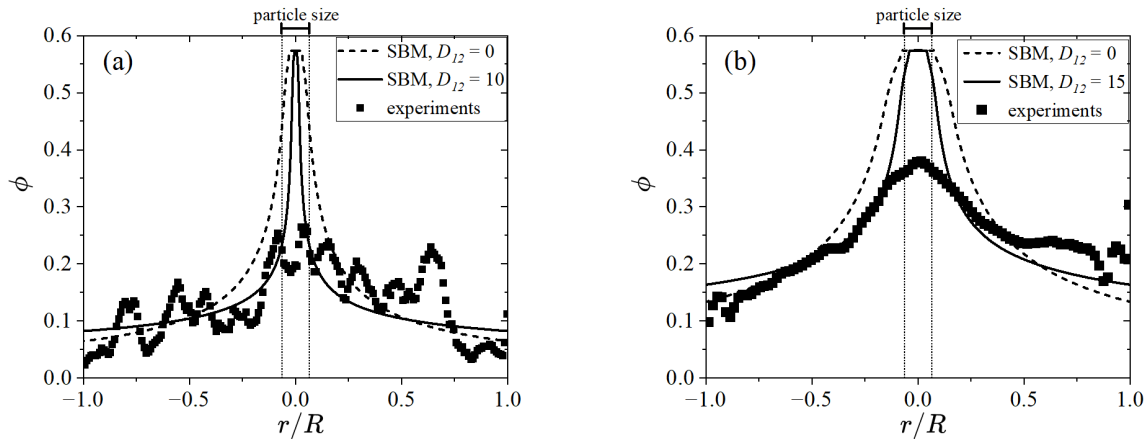 particle size
(a)
SBM, D12 = 0
SBM, D12 = 10
experiments
0.6
0.5
0.4
0.3
0.2
0.1
0.0
ϕ
−1.0
−0.5
0.0
0.5
1.0
r/R
particle size
(b)
SBM, D12 = 0
SBM, D12 = 15
experiments
0.6
0.5
0.4
0.3
0.2
0.1
0.0
ϕ
−1.0
−0.5
0.0
0.5
1.0
r/R